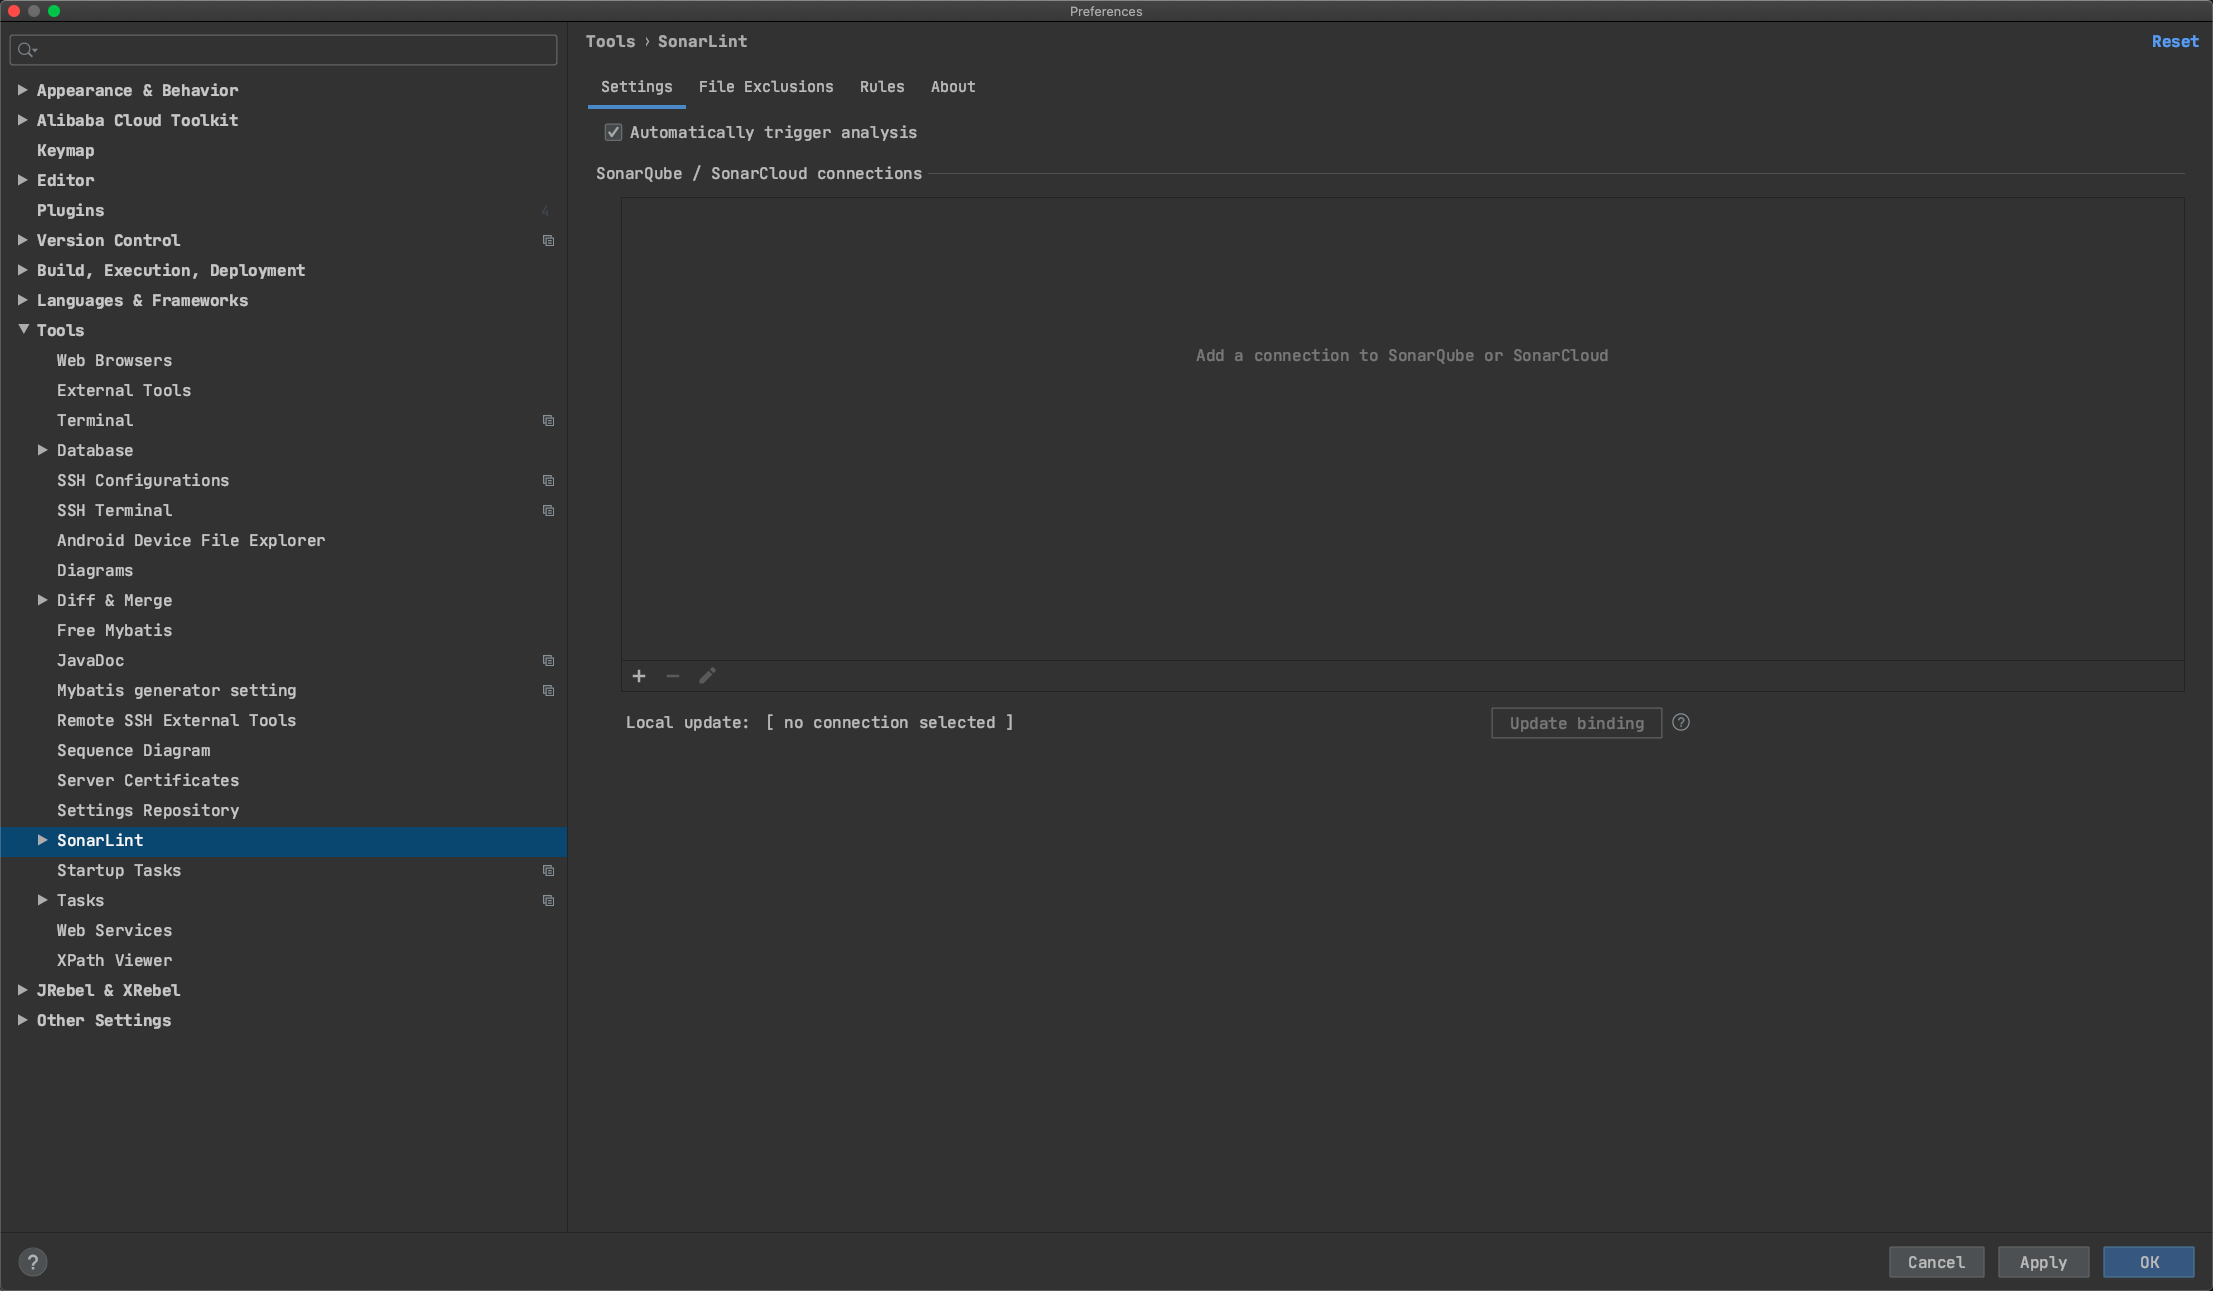 Preferences
Appearance & Behavior
Alibaba Cloud Toolkit
Keymap
Editor
Plugins 4
Version Control
Build, Execution, Deployment
Languages & Frameworks
Tools
Web Browsers
External Tools
Terminal
Database
SSH Configurations
SSH Terminal
Android Device File Explorer
Diagrams
Diff & Merge
Free Mybatis
JavaDoc
Mybatis generator setting
Remote SSH External Tools
Sequence Diagram
Server Certificates
Settings Repository
SonarLint
Startup Tasks
Tasks
Web Services
XPath Viewer
JRebel & XRebel
Other Settings
Tools › SonarLint
Reset
Settings File Exclusions Rules About
Automatically trigger analysis
SonarQube / SonarCloud connections
Add a connection to SonarQube or SonarCloud
Local update: [ no connection selected ]
Update binding ?
? Cancel Apply OK